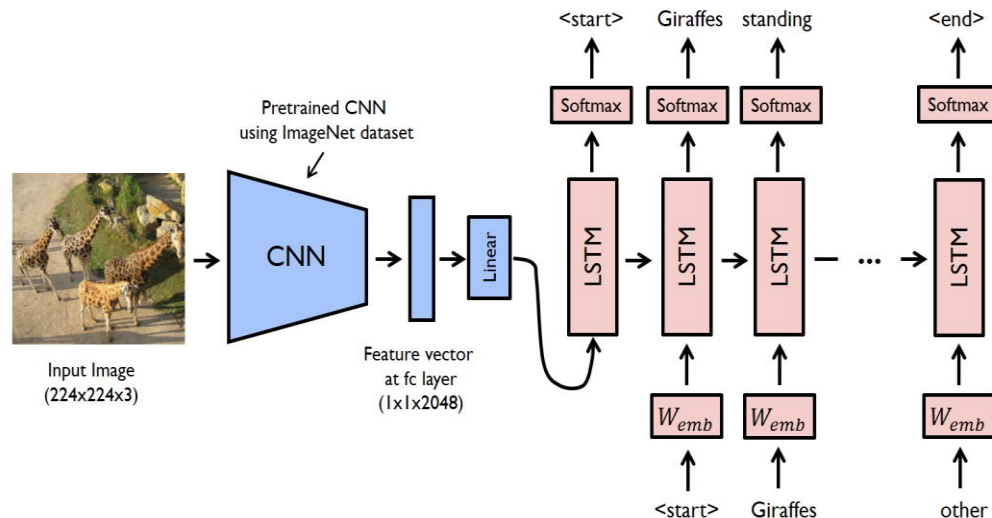 <start> Giraffes standing <end>
Softmax Softmax Softmax Softmax
Pretrained CNN
using ImageNet dataset
CNN
Linear
LSTM LSTM LSTM ... LSTM
Input Image
(224x224x3)
Feature vector
at fc layer
(1x1x2048)
W_emb W_emb W_emb
<start> Giraffes other